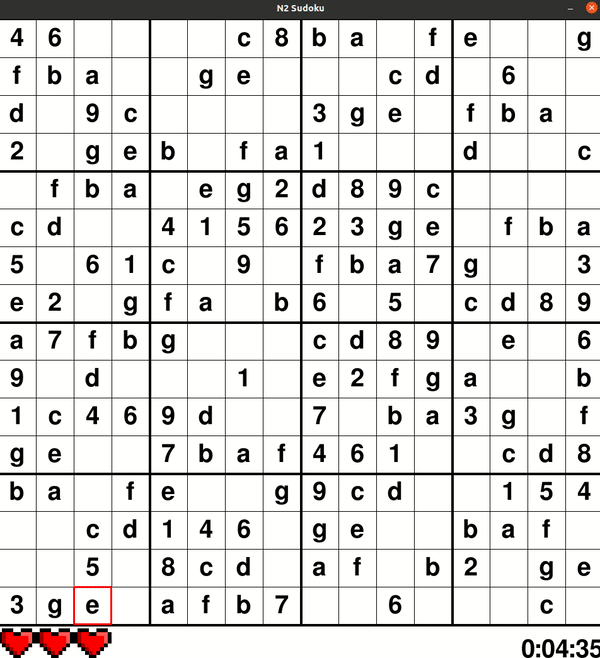 N2 Sudoku
4 6 c 8 b a f e g
f b a g e c d 6
d 9 c 3 g e f b a
2 g e b f a 1 d c
f b a e g 2 d 8 9 c
c d 4 1 5 6 2 3 g e f b a
5 6 1 c 9 f b a 7 g 3
e 2 g f a b 6 5 c d 8 9
a 7 f b g c d 8 9 e 6
9 d 1 e 2 f g a b
1 c 4 6 9 d 7 b a 3 g f
g e 7 b a f 4 6 1 c d 8
b a f e g 9 c d 1 5 4
c d 1 4 6 g e b a f
5 8 c d a f b 2 g e
3 g e a f b 7 6 c
0:04:35